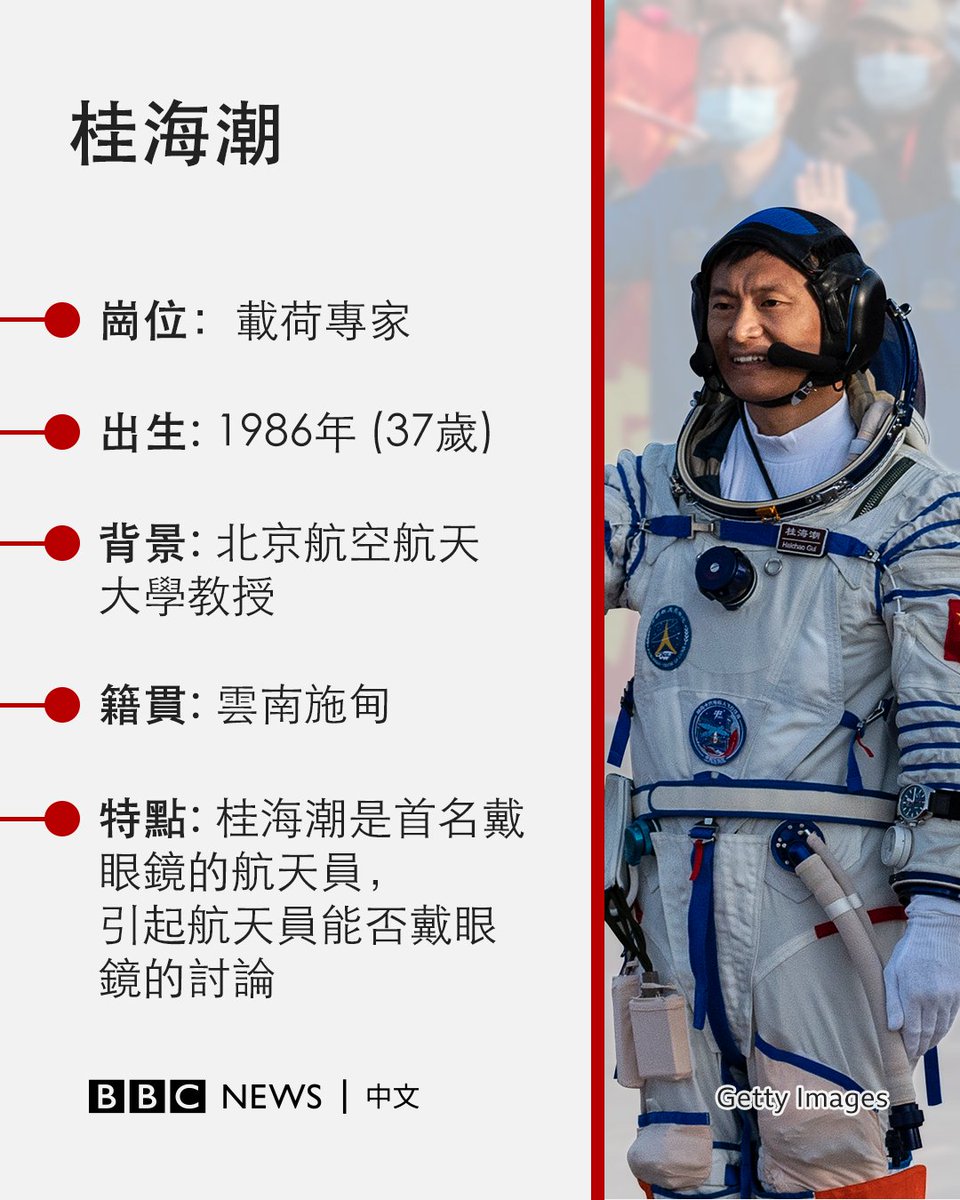 桂海潮
崗位： 載荷專家
出生: 1986年 (37歲)
背景: 北京航空航天
大學教授
籍貫: 雲南施甸
特點: 桂海潮是首名戴
眼鏡的航天員，
引起航天員能否戴眼
鏡的討論
BBC NEWS | 中文
桂海潮
Haichao Gui
Getty Images